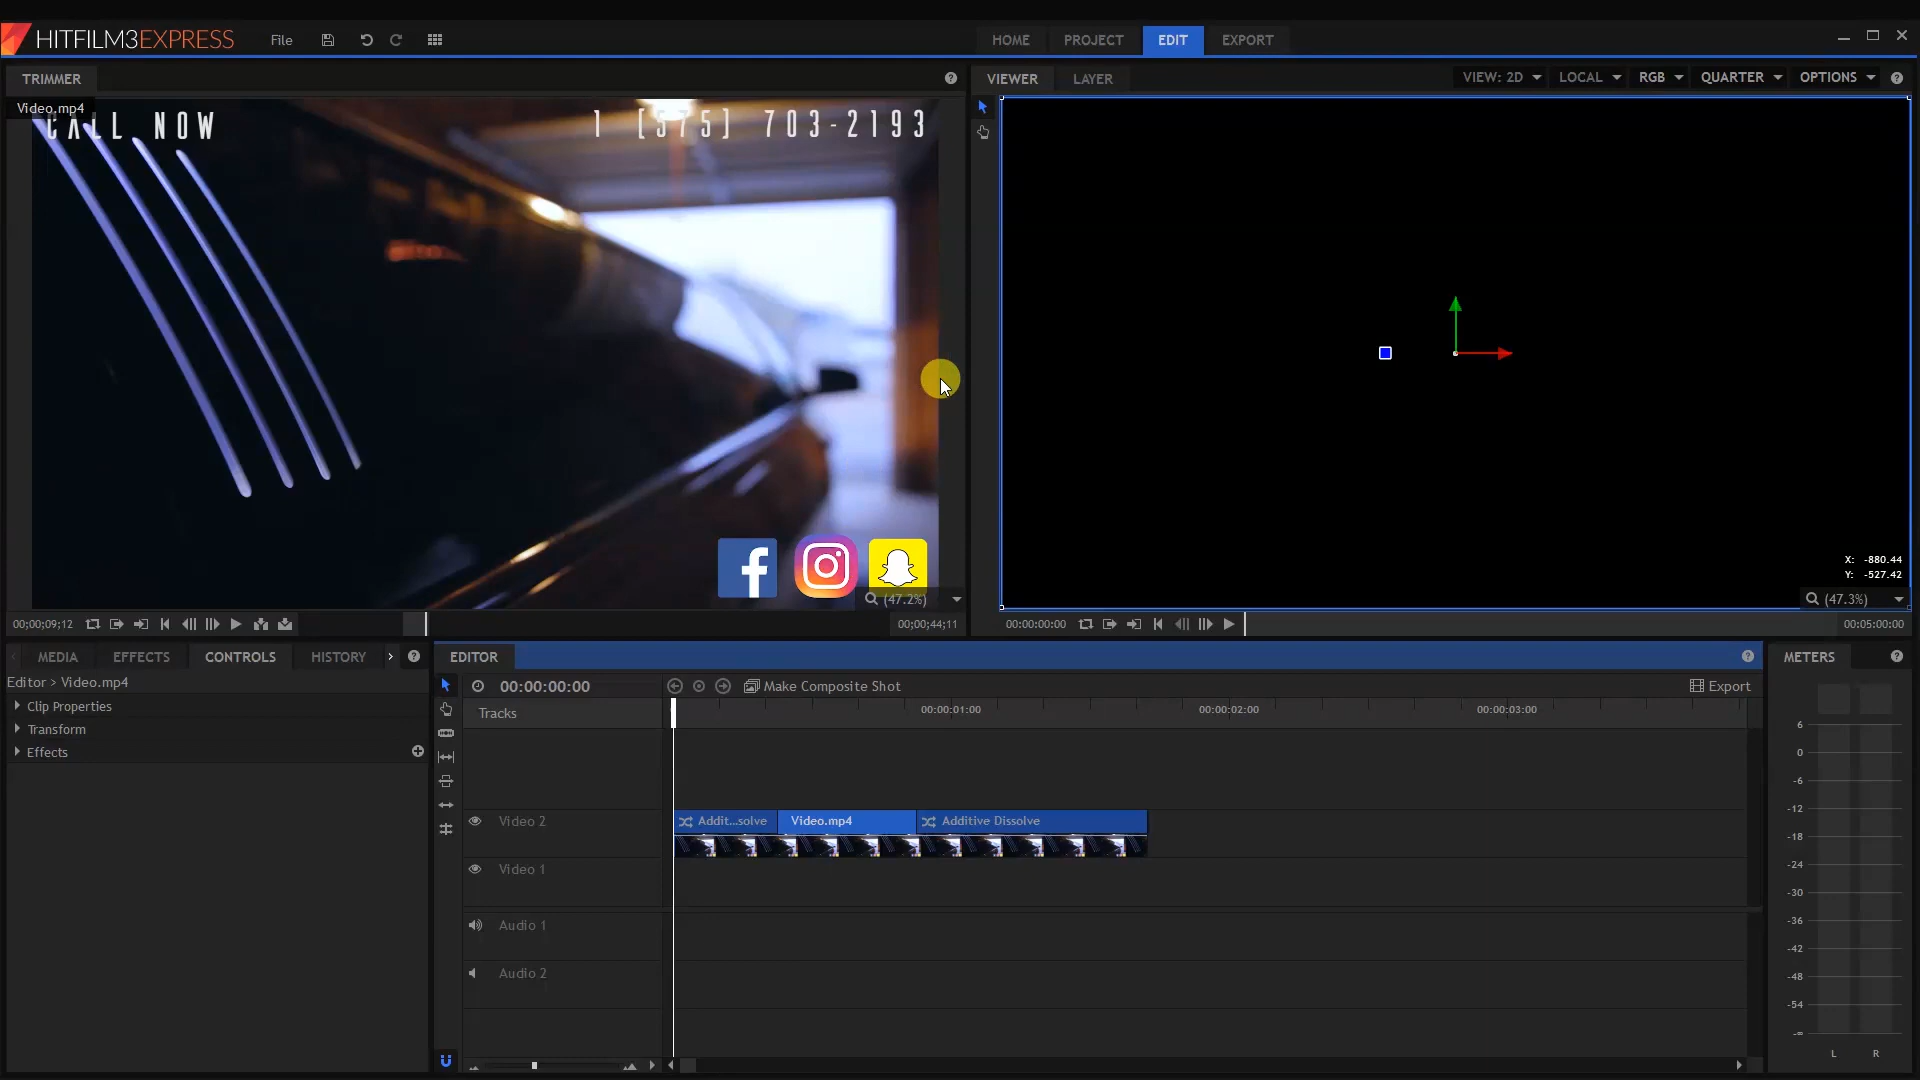 HITFILM3EXPRESS
File
HOME
PROJECT
EDIT
EXPORT
TRIMMER
Video.mp4
CALL NOW
1 [575] 703-2193
(47.2%)
00;00;09;12
00;00;44;11
VIEWER
LAYER
VIEW: 2D
LOCAL
RGB
QUARTER
OPTIONS
X: -880.44
Y: -527.42
(47.3%)
00:00:00:00
00:05:00:00
MEDIA
EFFECTS
CONTROLS
HISTORY
Editor > Video.mp4
Clip Properties
Transform
Effects
EDITOR
00:00:00:00
Make Composite Shot
Export
Tracks
00:00:01:00
00:00:02:00
00:00:03:00
Video 2
Addit...solve
Video.mp4
Additive Dissolve
Video 1
Audio 1
Audio 2
METERS
6
0
-6
-12
-18
-24
-30
-36
-42
-48
-54
-∞
L
R